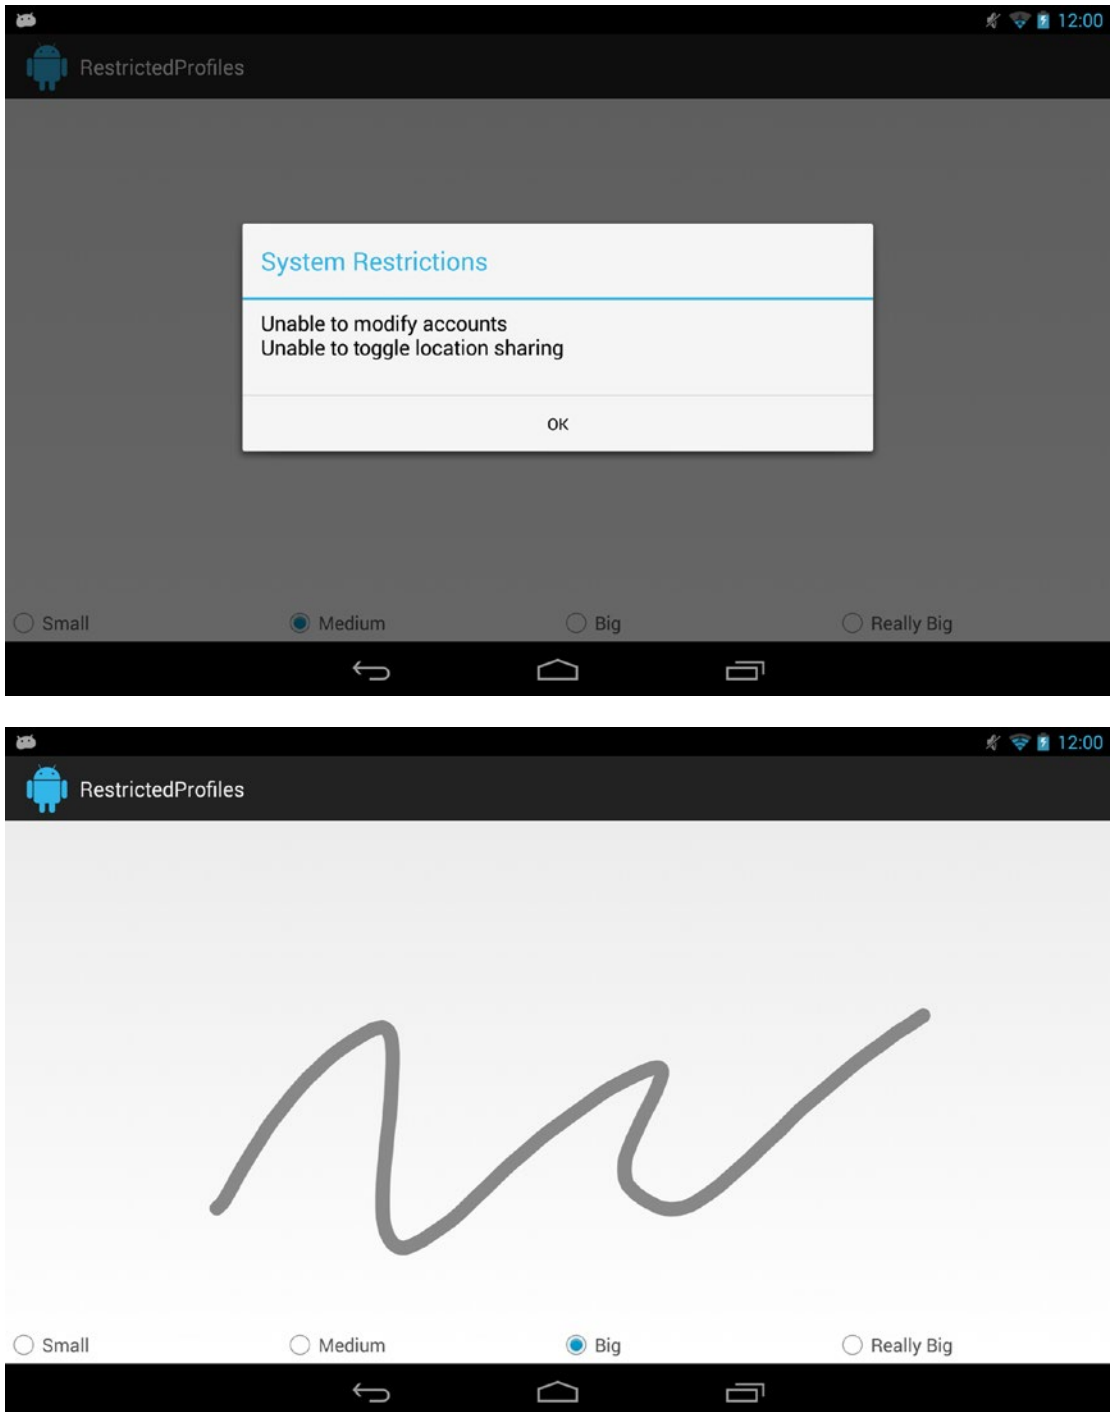 12:00
RestrictedProfiles
System Restrictions
Unable to modify accounts
Unable to toggle location sharing
OK
Small Medium Big Really Big
12:00
RestrictedProfiles
Small Medium Big Really Big